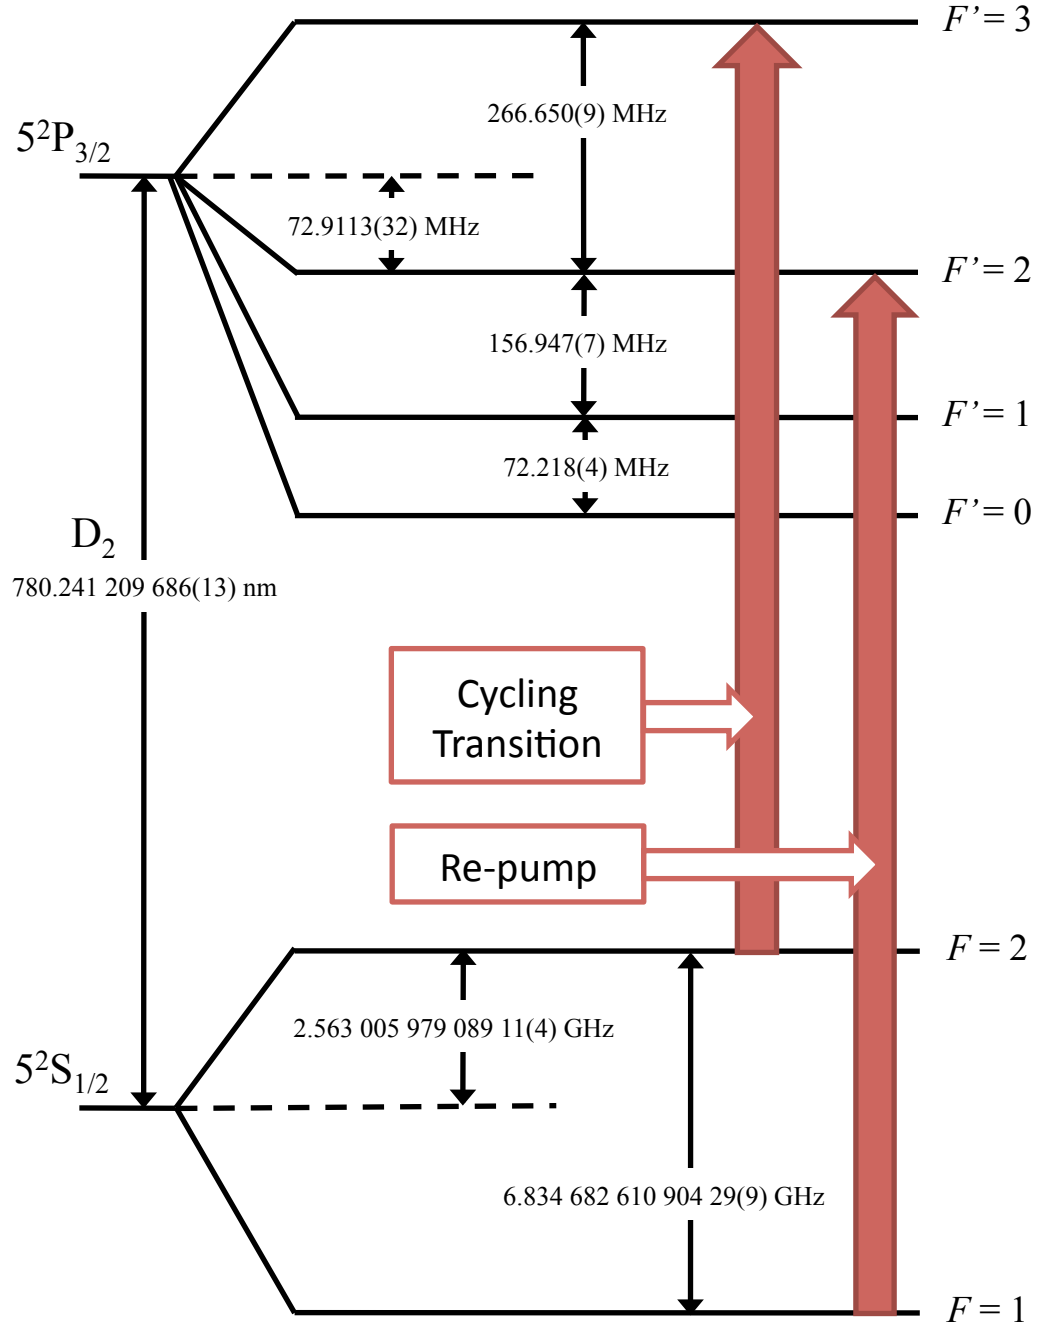 F’ = 3
266.650(9) MHz
5²P₃/₂
72.9113(32) MHz
F’ = 2
156.947(7) MHz
F’ = 1
72.218(4) MHz
F’ = 0
D₂
780.241 209 686(13) nm
Cycling
Transition
Re-pump
F = 2
2.563 005 979 089 11(4) GHz
5²S₁/₂
6.834 682 610 904 29(9) GHz
F = 1